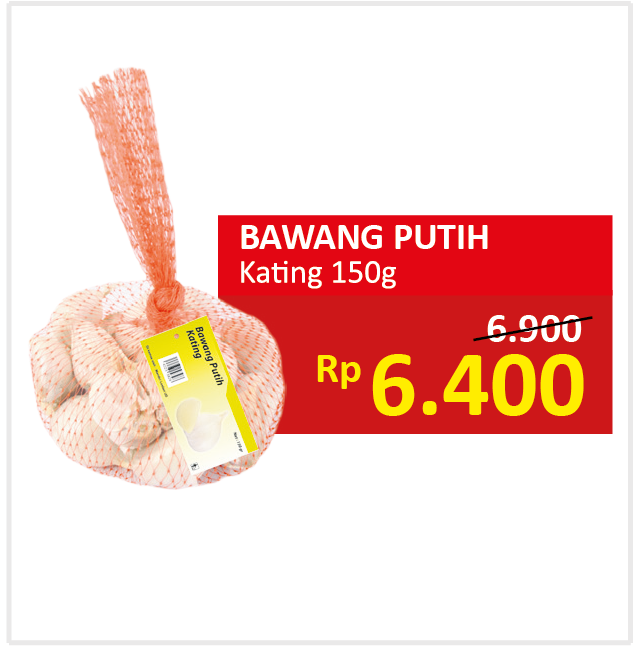 BAWANG PUTIH
Kating 150g
6.900
Rp 6.400
Bawang Putih
Kating